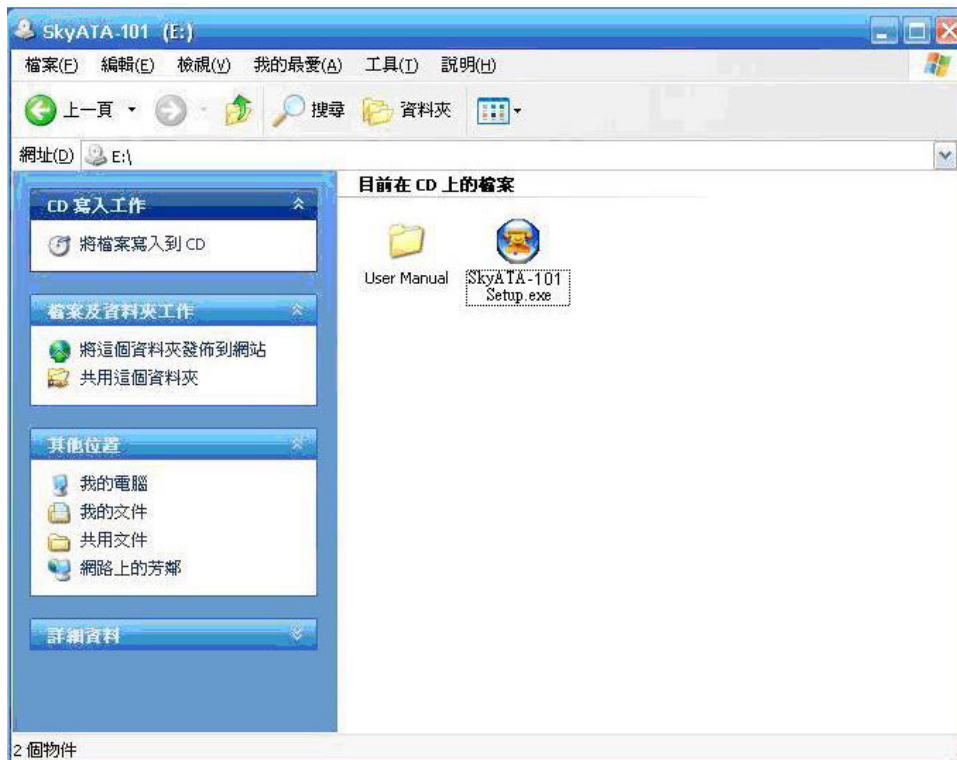 SkyATA-101 (E:)
檔案(F) 編輯(E) 檢視(V) 我的最愛(A) 工具(T) 說明(H)
上一頁 搜尋 資料夾
網址(D) E:\
目前在 CD 上的檔案
CD 寫入工作
將檔案寫入到 CD
User Manual
SkyATA-101
Setup.exe
檔案及資料夾工作
將這個資料夾發佈到網站
共用這個資料夾
其他位置
我的電腦
我的文件
共用文件
網路上的芳鄰
詳細資料
2 個物件